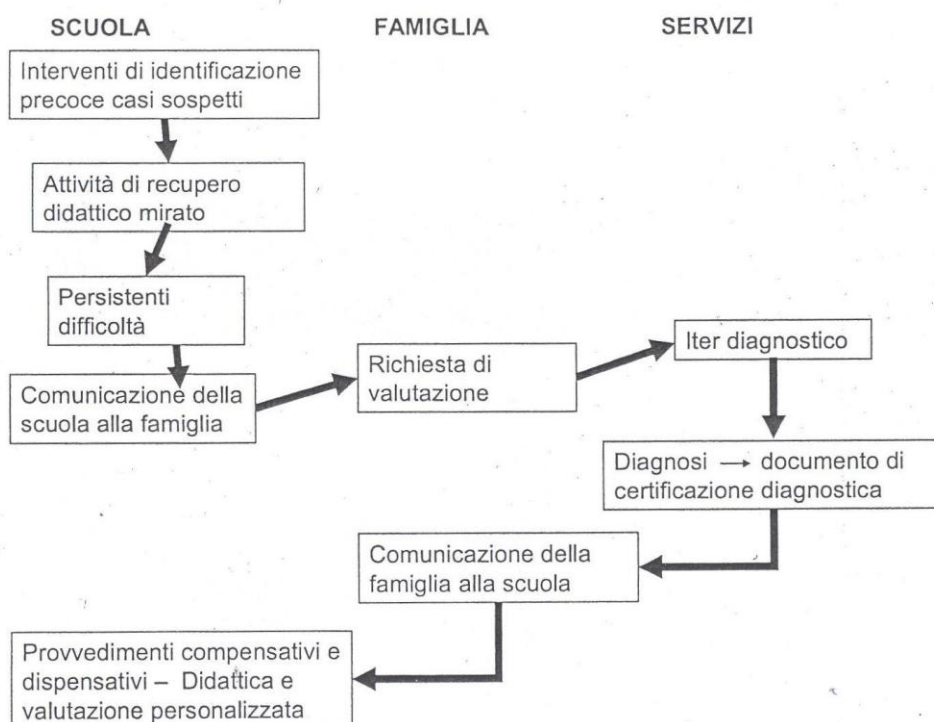 SCUOLA
FAMIGLIA
SERVIZI
Interventi di identificazione
precoce casi sospetti
Attività di recupero
didattico mirato
Persistenti
difficoltà
Comunicazione della
scuola alla famiglia
Richiesta di
valutazione
Iter diagnostico
Diagnosi → documento di
certificazione diagnostica
Comunicazione della
famiglia alla scuola
Provvedimenti compensativi e
dispensativi – Didattica e
valutazione personalizzata